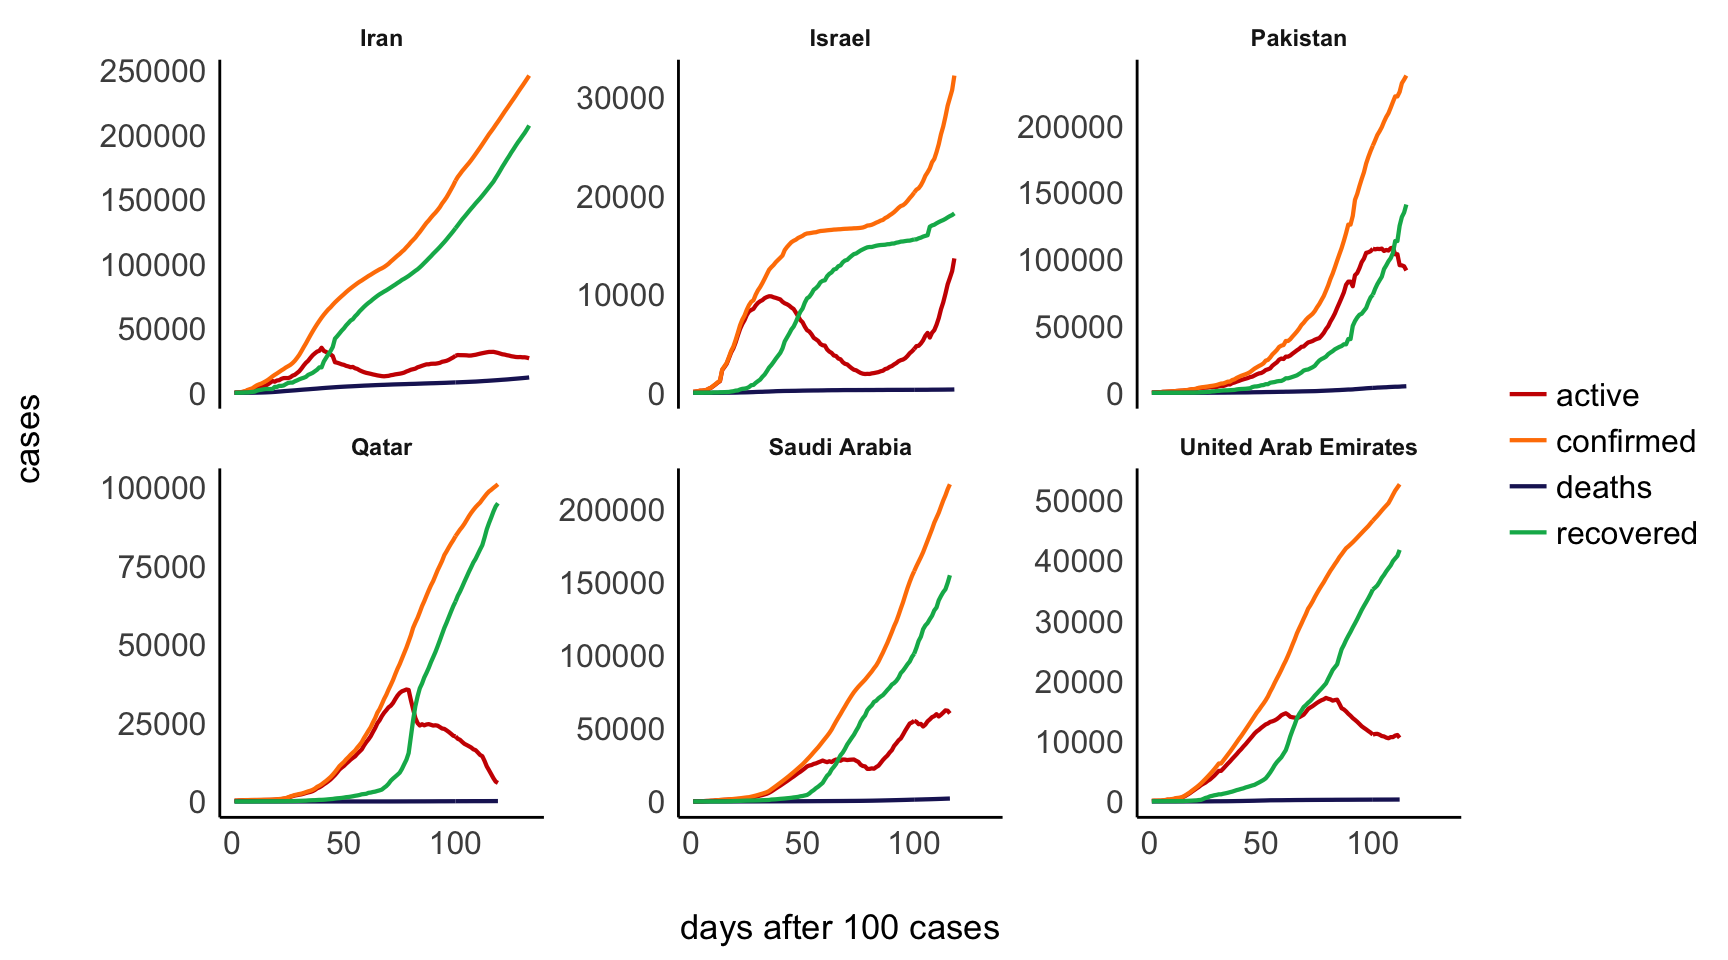 Iran
Israel
Pakistan
250000
200000
150000
100000
50000
0
30000
20000
10000
0
200000
150000
100000
50000
0
Qatar
Saudi Arabia
United Arab Emirates
100000
75000
50000
25000
0
200000
150000
100000
50000
0
50000
40000
30000
20000
10000
0
0 50 100
0 50 100
0 50 100
cases
days after 100 cases
active
confirmed
deaths
recovered